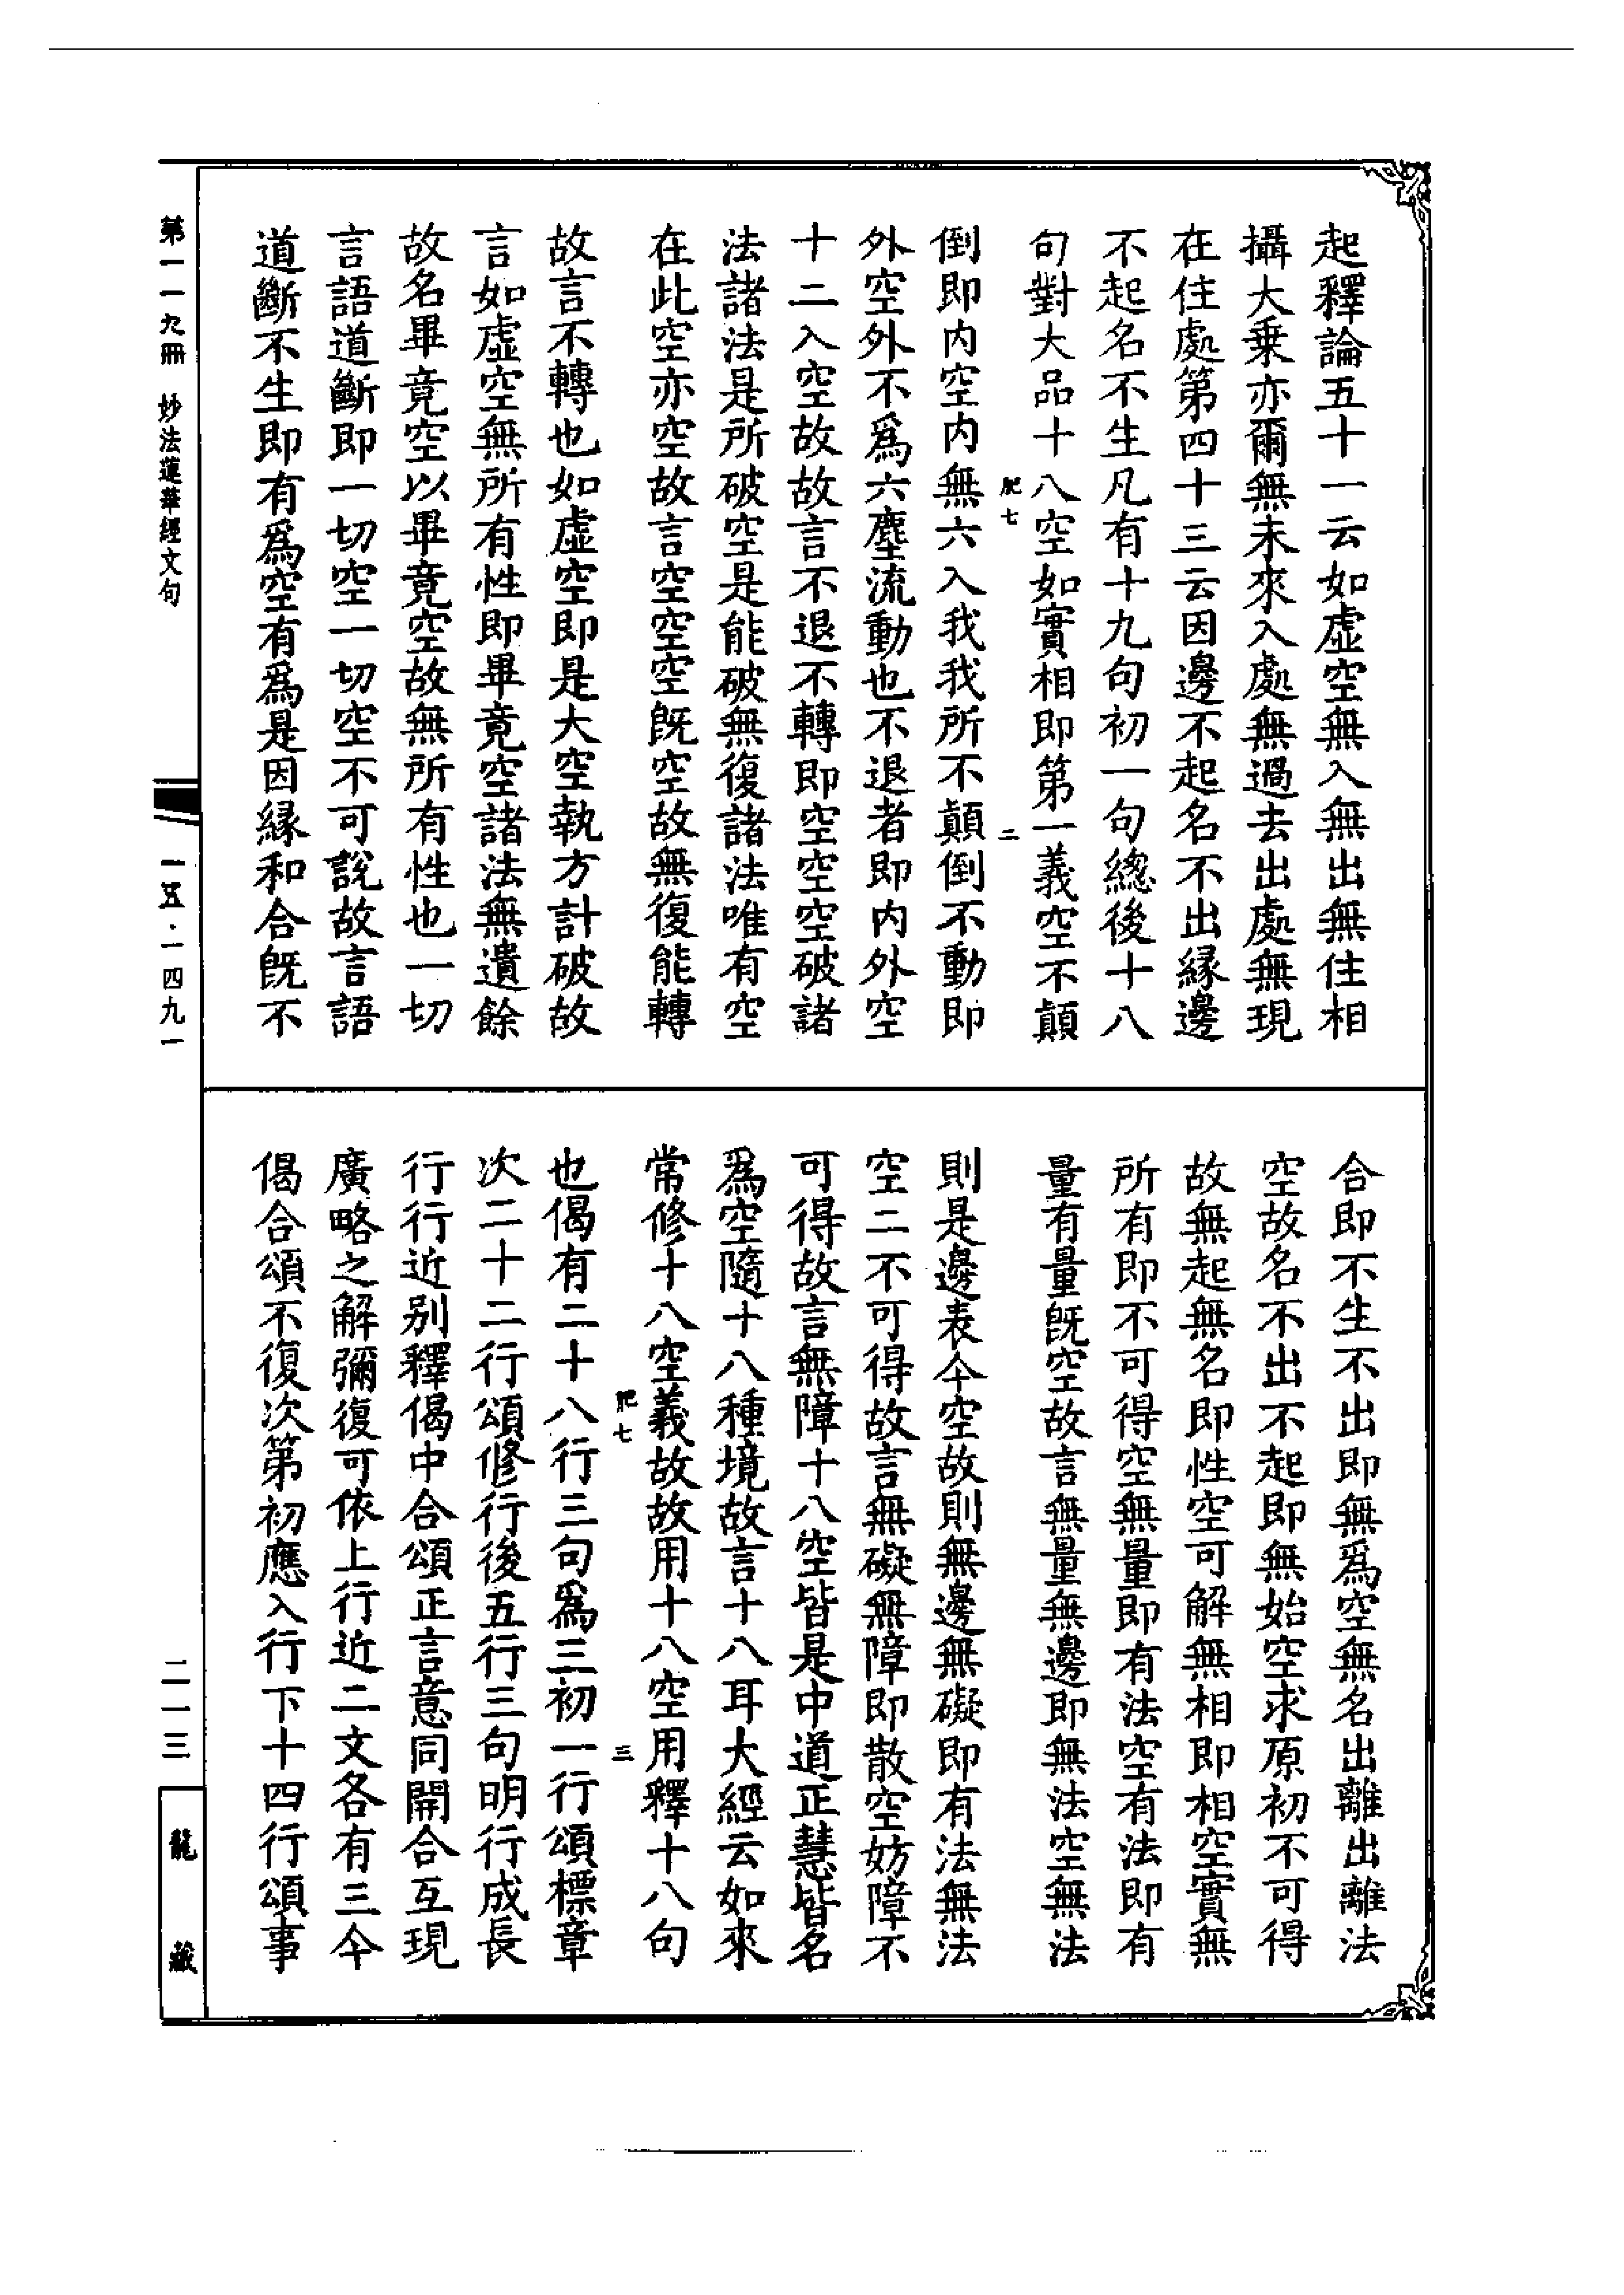 起釋論五十一云如虛空無入無出無住相
攝大乗亦爾無未來入處無過去出處無現
在住處第四十三云因邊不起名不出緣邊
不起名不生凡有十九句初一句總後十八
句對大品十八空如實相即第一義空不顛
肥七
二
倒即內空内無六入我我所不顛倒不動即
外空外不爲六塵流動也不退者即内外空
十二入空故故言不退不轉即空空空破諸
法諸法是所破空是能破無復諸法唯有空
在此空亦空故言空空空既空故無復能轉
故言不轉也如虛空即是大空執方計破故
言如虛空無所有性即畢竟空諸法無遺餘
故名畢竟空以畢竟空故無所有性也一切
言語道斷即一切空一切空不可說故言語
道斷不生即有爲空有爲是因緣和合既不
合即不生不出即無爲空無名出離出離法
空故名不出不起即無始空求原初不可得
故無起無名即性空可解無相即相空實無
所有即不可得空無量即有法空有法即有
量有量既空故言無量無邊即無法空無法
則是邊表今空故則無邊無礙即有法無法
空二不可得故言無礙無障即散空妨障不
可得故言無障十八空皆是中道正慧皆名
爲空隨十八種境故言十八耳大經云如來
常修十八空義故故用十八空用釋十八句
肥七
三
也偈有二十八行三句爲三初一行頌標章
次二十二行頌修行後五行三句明行成長
行行近别釋偈中合頌正言意同開合互現
廣略之解彌復可依上行近二文各有三今
偈合頌不復次第初應入行下十四行頌事
第一一九冊 妙法蓮華經文句
一五·一四九一
二一三
龍藏